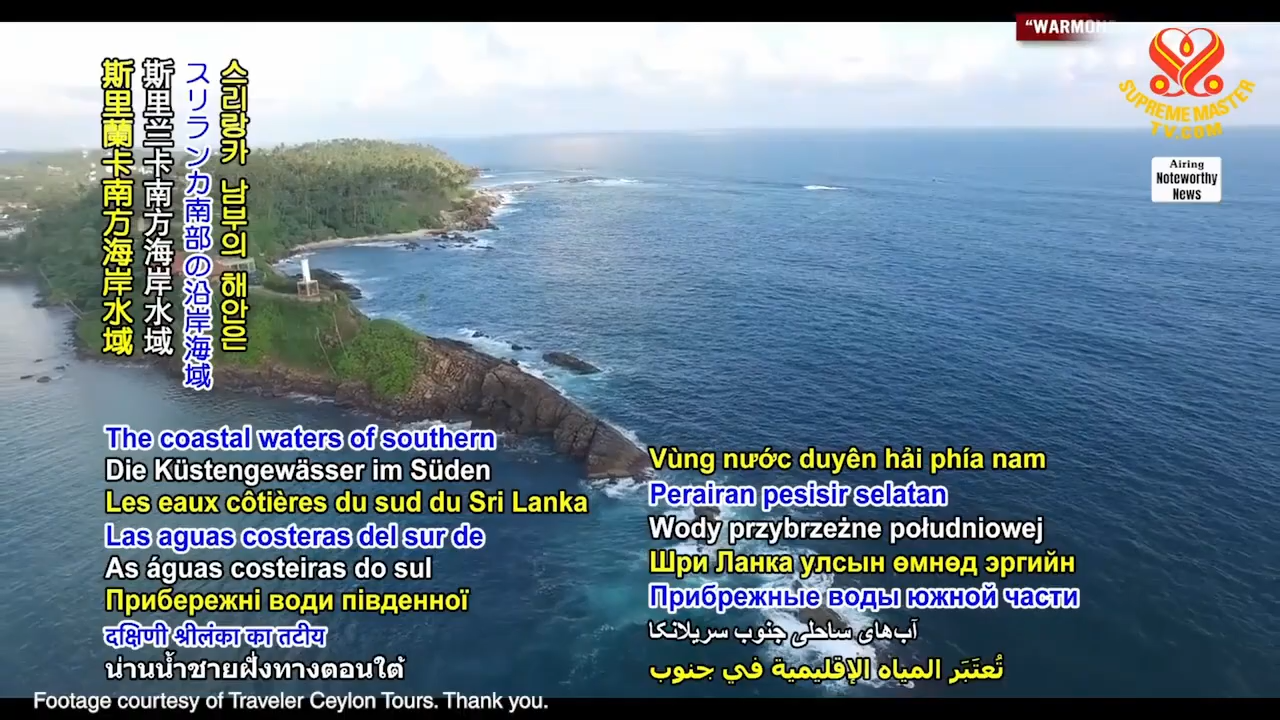 “WARMON
SUPREME MASTER
TV.COM
Airing
Noteworthy
News
스리랑카 남부의 해안은
スリランカ南部の沿岸海域
斯里兰卡南方海岸水域
斯里蘭卡南方海岸水域
The coastal waters of southern
Die Küstengewässer im Süden
Les eaux côtières du sud du Sri Lanka
Las aguas costeras del sur de
As águas costeiras do sul
Прибережні води південної
दक्षिणी श्रीलंका का तटीय
น่านน้ำชายฝั่งทางตอนใต้
Vùng nước duyên hải phía nam
Perairan pesisir selatan
Wody przybrzeżne południowej
Шри Ланка улсын өмнөд эргийн
Прибрежные воды южной части
آب‌های ساحلی جنوب سریلانکا
تُعتَبَر المياه الإقليمية في جنوب
Footage courtesy of Traveler Ceylon Tours. Thank you.